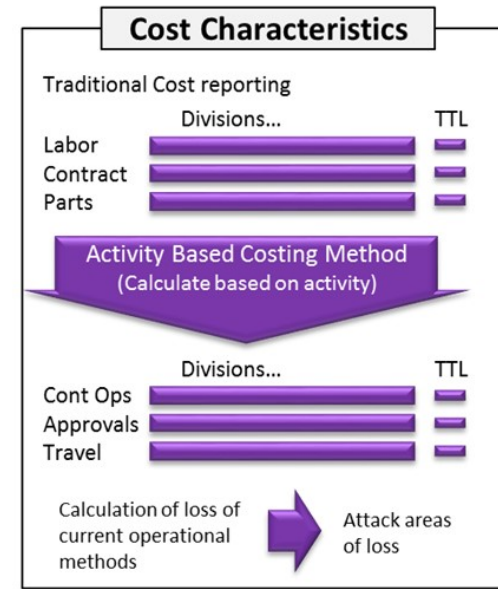 Cost Characteristics
Traditional Cost reporting
Divisions... TTL
Labor
Contract
Parts
Activity Based Costing Method
(Calculate based on activity)
Divisions... TTL
Cont Ops
Approvals
Travel
Calculation of loss of
current operational
methods
Attack areas
of loss